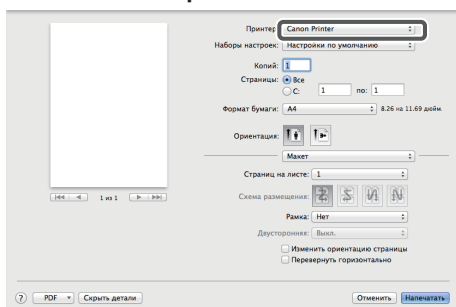 Принтер: Canon Printer
Наборы настроек: Настройки по умолчанию
Копий: 1
Страницы: Все
С: 1 по: 1
Формат бумаги: A4 8.26 на 11.69 дюйм.
Ориентация:
Макет
Страниц на листе: 1
Схема размещения:
Рамка: Нет
Двусторонняя: Выкл.
Изменить ориентацию страницы
Перевернуть горизонтально
1 из 1
? PDF Скрыть детали Отменить Напечатать